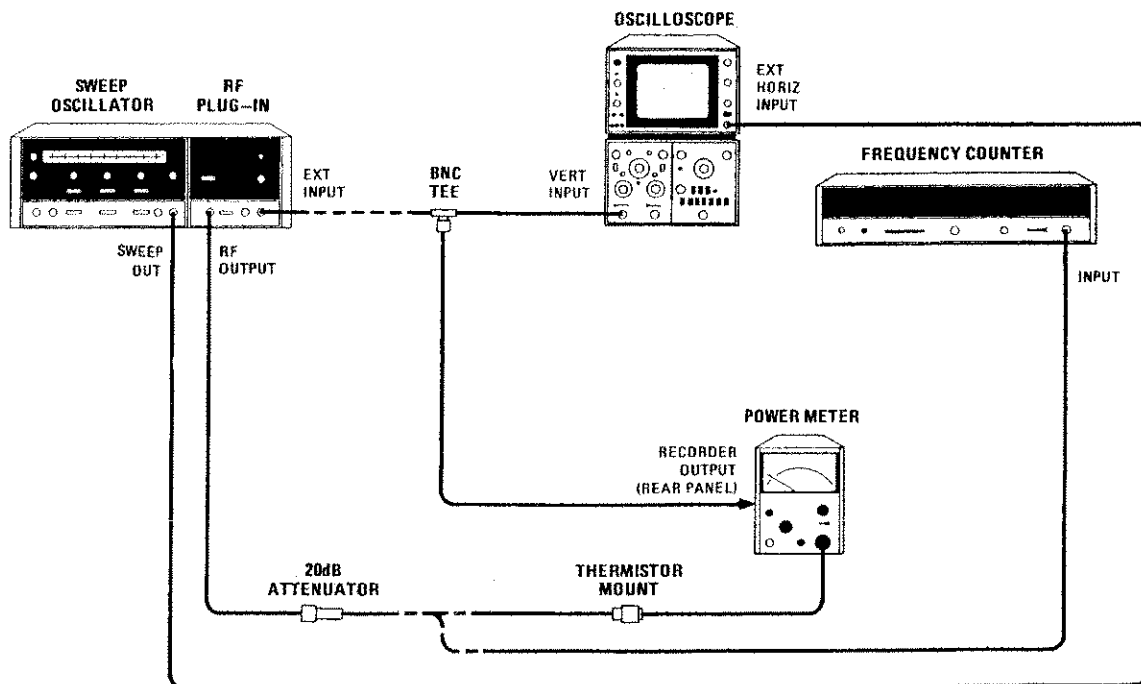 OSCILLOSCOPE
SWEEP
OSCILLATOR
RF
PLUG-IN
EXT
HORIZ
INPUT
FREQUENCY COUNTER
EXT
INPUT
BNC
TEE
VERT
INPUT
SWEEP
OUT
RF
OUTPUT
INPUT
POWER METER
RECORDER
OUTPUT
(REAR PANEL)
20dB
ATTENUATOR
THERMISTOR
MOUNT